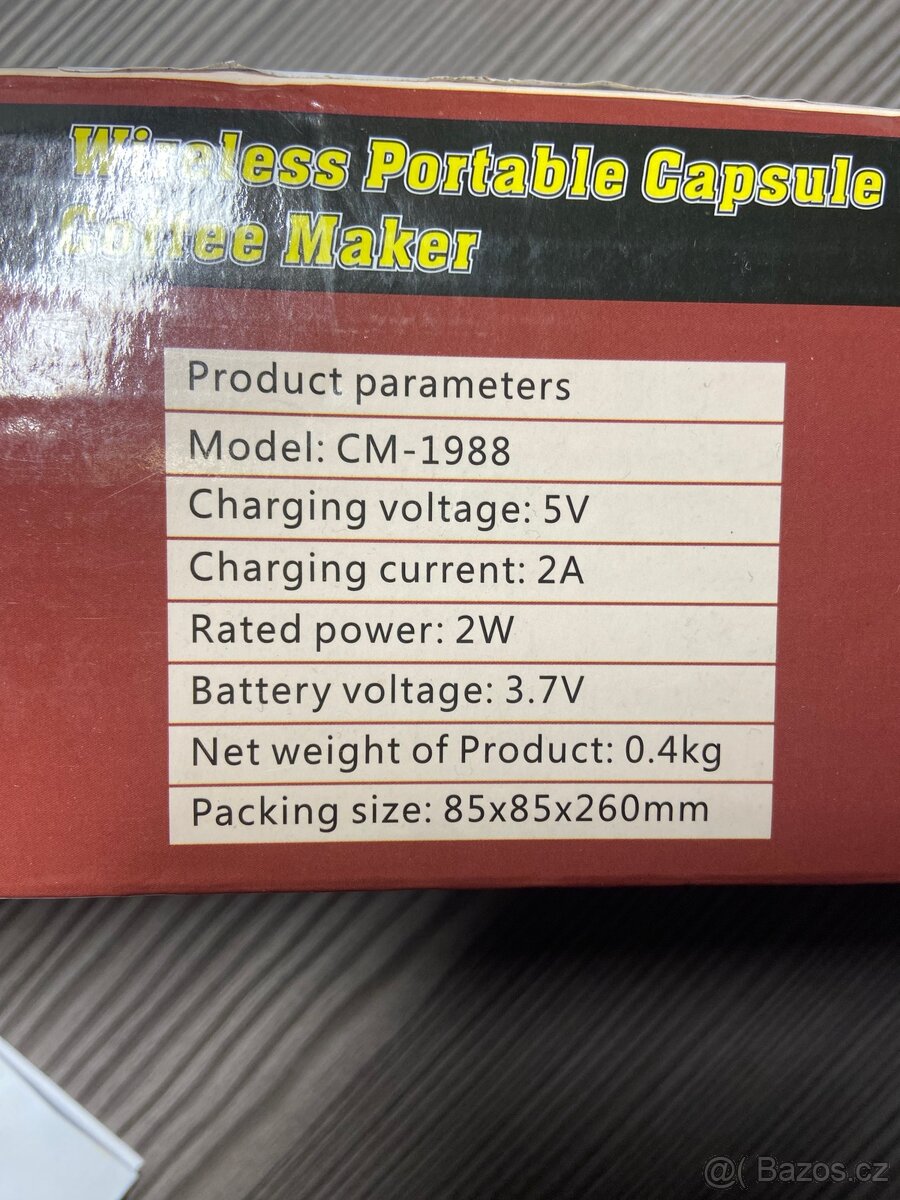 Wireless Portable Capsule
Coffee Maker
Product parameters
Model: CM-1988
Charging voltage: 5V
Charging current: 2A
Rated power: 2W
Battery voltage: 3.7V
Net weight of Product: 0.4kg
Packing size: 85x85x260mm
@( Bazos.cz